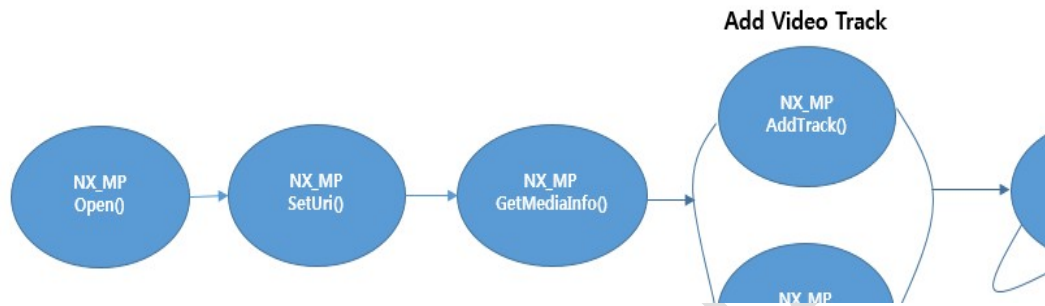 Add Video Track
NX_MP
AddTrack()
NX_MP
Open()
NX_MP
SetUri()
NX_MP
GetMediaInfo()
NX_MP